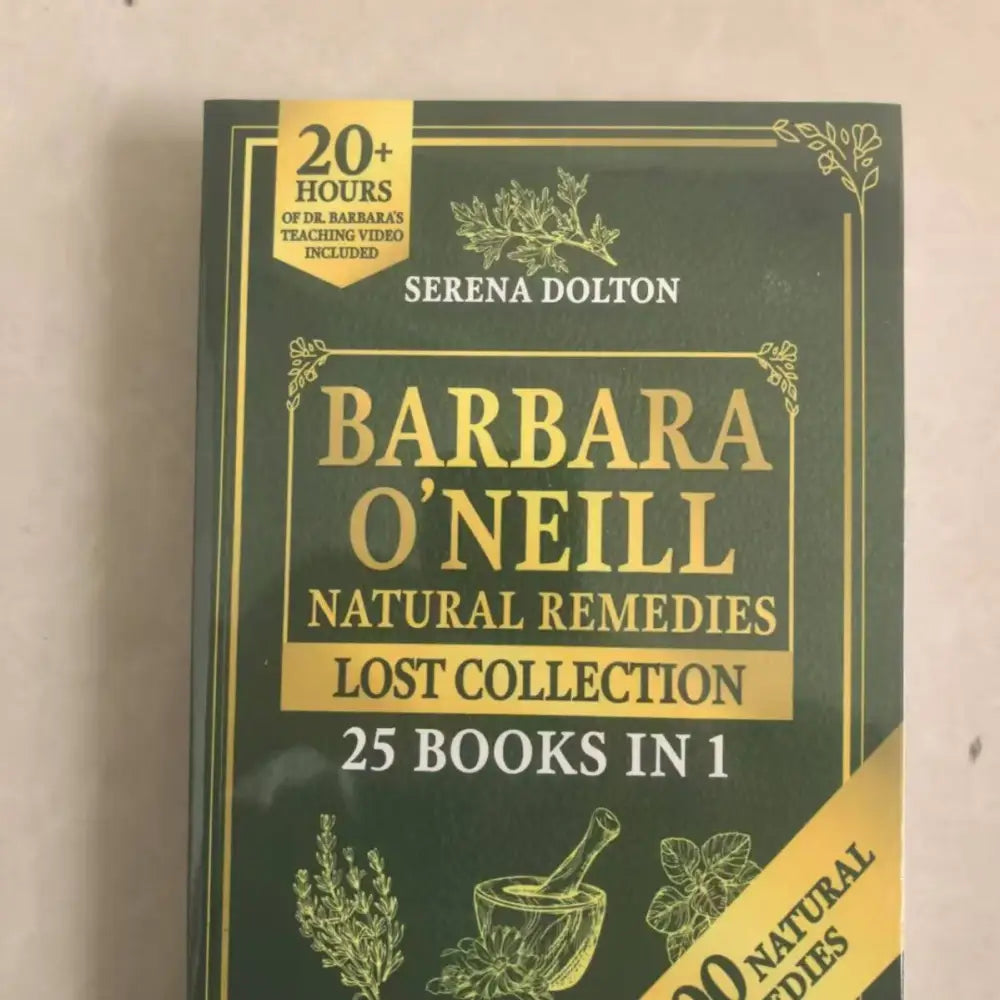 20+
HOURS
OF DR. BARBARA'S
TEACHING VIDEO
INCLUDED
SERENA DOLTON
BARBARA
O'NEILL
NATURAL REMEDIES
LOST COLLECTION
25 BOOKS IN 1
NATURAL